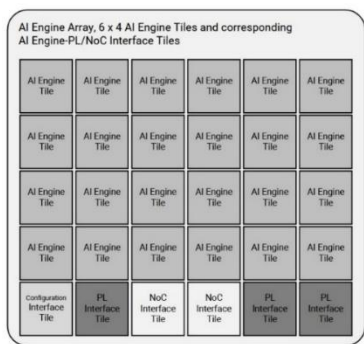 AI Engine Array, 6 x 4 AI Engine Tiles and corresponding
AI Engine-PL/NoC Interface Tiles
AI Engine AI Engine AI Engine AI Engine AI Engine AI Engine
Tile Tile Tile Tile Tile Tile
AI Engine AI Engine AI Engine AI Engine AI Engine AI Engine
Tile Tile Tile Tile Tile Tile
AI Engine AI Engine AI Engine AI Engine AI Engine AI Engine
Tile Tile Tile Tile Tile Tile
AI Engine AI Engine AI Engine AI Engine AI Engine AI Engine
Tile Tile Tile Tile Tile Tile
Configuration PL NoC NoC PL PL
Interface Interface Interface Interface Interface Interface
Tile Tile Tile Tile Tile Tile